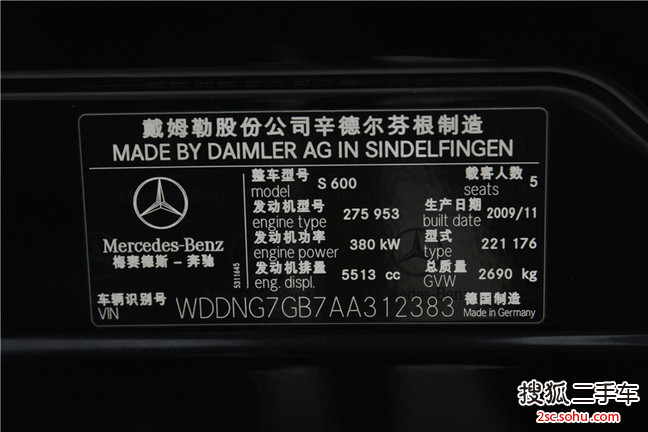 戴姆勒股份公司辛德尔芬根制造
MADE BY DAIMLER AG IN SINDELFINGEN
整车型号 S 600 载客人数 5
model seats
发动机型号 275 953 生产日期 2009/11
engine type built date
发动机功率 380 kW 型式 221 176
engine power type
发动机排量 5513 cc 总质量 2690 kg
eng. displ. GVW
Mercedes-Benz
梅赛德斯－奔驰
S311645
车辆识别号 WDDNG7GB7AA312383 德国制造
VIN Made in Germany
搜狐二手车
2sc.sohu.com